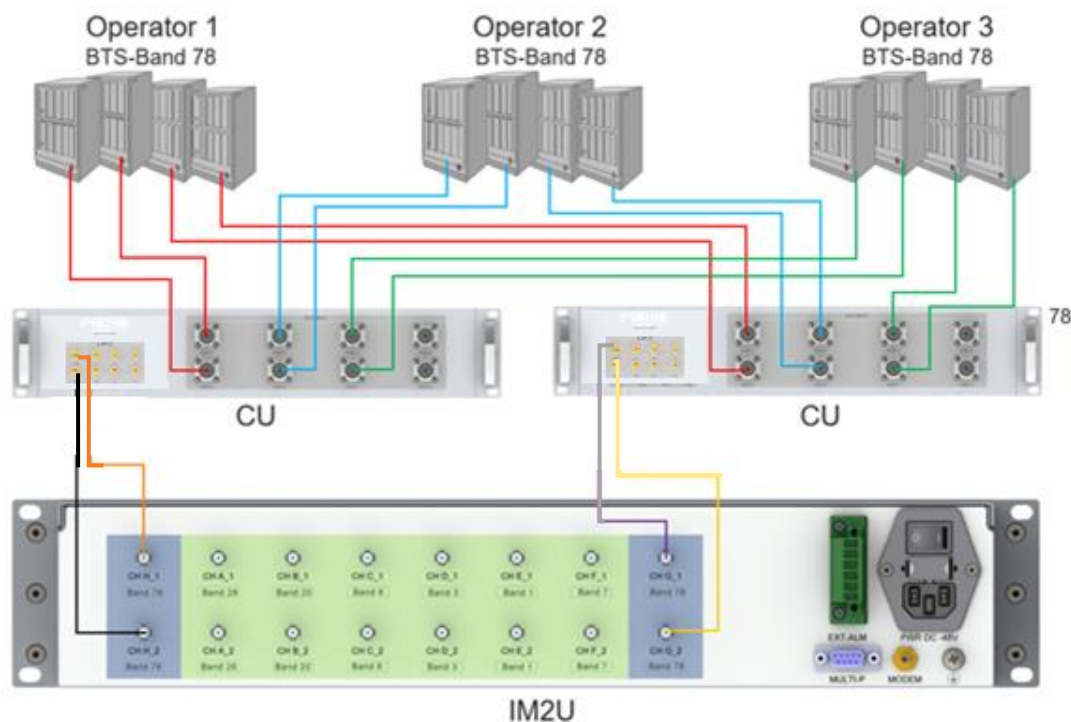 Operator 1
BTS-Band 78
Operator 2
BTS-Band 78
Operator 3
BTS-Band 78
78
CU
CU
CH H_1
Band 78
CH A_1
Band 28
CH B_1
Band 20
CH C_1
Band 8
CH D_1
Band 3
CH E_1
Band 1
CH F_1
Band 7
CH G_1
Band 78
CH H_2
Band 78
CH A_2
Band 28
CH B_2
Band 20
CH C_2
Band 8
CH D_2
Band 3
CH E_2
Band 1
CH F_2
Band 7
CH G_2
Band 78
EXT-ALM
PWR DC -48V
MULTI-P
MODEM
IM2U